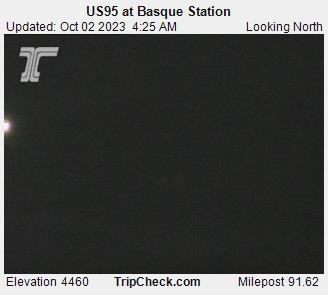 US95 at Basque Station
Updated: Oct 02 2023 4:25 AM Looking North
Elevation 4460 TripCheck.com Milepost 91.62